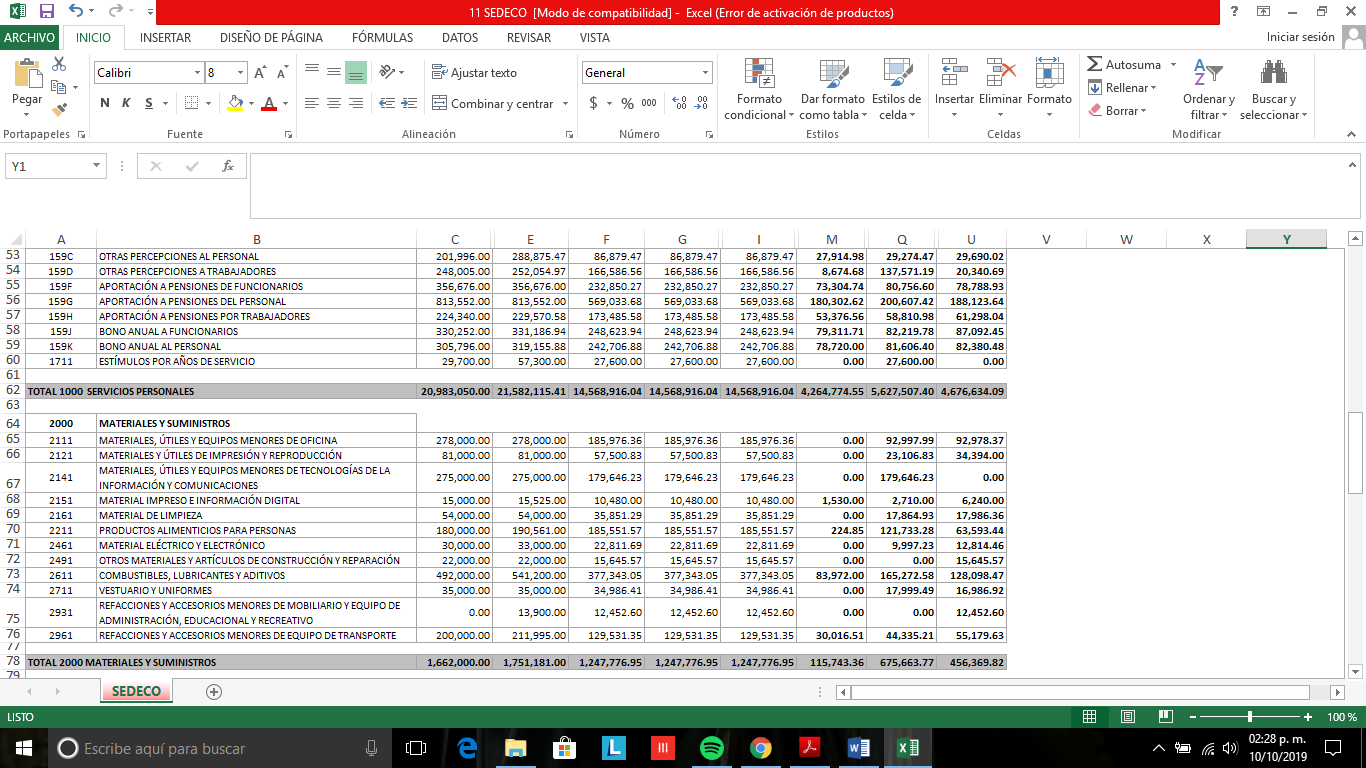 11 SEDECO [Modo de compatibilidad] - Excel (Error de activación de productos)
ARCHIVO INICIO INSERTAR DISEÑO DE PÁGINA FÓRMULAS DATOS REVISAR VISTA Iniciar sesión
Pegar
Calibri 8
Ajustar texto
General
N K S
Combinar y centrar
$ % 000
Formato condicional
Dar formato como tabla
Estilos de celda
Insertar Eliminar Formato
Autosuma
Rellenar
Borrar
Ordenar y filtrar
Buscar y seleccionar
Portapapeles Fuente Alineación Número Estilos Celdas Modificar
Y1 fx
A B C E F G I M Q U V W X Y
53 159C OTRAS PERCEPCIONES AL PERSONAL 201,996.00 288,875.47 86,879.47 86,879.47 86,879.47 27,914.98 29,274.47 29,690.02
54 159D OTRAS PERCEPCIONES A TRABAJADORES 248,005.00 252,054.97 166,586.56 166,586.56 166,586.56 8,674.68 137,571.19 20,340.69
55 159F APORTACIÓN A PENSIONES DE FUNCIONARIOS 356,676.00 356,676.00 232,850.27 232,850.27 232,850.27 73,304.74 80,756.60 78,788.93
56 159G APORTACIÓN A PENSIONES DEL PERSONAL 813,552.00 813,552.00 569,033.68 569,033.68 569,033.68 180,302.62 200,607.42 188,123.64
57 159H APORTACIÓN A PENSIONES POR TRABAJADORES 224,340.00 229,570.58 173,485.58 173,485.58 173,485.58 53,376.56 58,810.98 61,298.04
58 159J BONO ANUAL A FUNCIONARIOS 330,252.00 331,186.94 248,623.94 248,623.94 248,623.94 79,311.71 82,219.78 87,092.45
59 159K BONO ANUAL AL PERSONAL 305,796.00 319,155.88 242,706.88 242,706.88 242,706.88 78,720.00 81,606.40 82,380.48
60 1711 ESTÍMULOS POR AÑOS DE SERVICIO 29,700.00 57,300.00 27,600.00 27,600.00 27,600.00 0.00 27,600.00 0.00
61
62 TOTAL 1000 SERVICIOS PERSONALES 20,983,050.00 21,582,115.41 14,568,916.04 14,568,916.04 14,568,916.04 4,264,774.55 5,627,507.40 4,676,634.09
63
64 2000 MATERIALES Y SUMINISTROS
65 2111 MATERIALES, ÚTILES Y EQUIPOS MENORES DE OFICINA 278,000.00 278,000.00 185,976.36 185,976.36 185,976.36 0.00 92,997.99 92,978.37
66 2121 MATERIALES Y ÚTILES DE IMPRESIÓN Y REPRODUCCIÓN 81,000.00 81,000.00 57,500.83 57,500.83 57,500.83 0.00 23,106.83 34,394.00
MATERIALES, ÚTILES Y EQUIPOS MENORES DE TECNOLOGÍAS DE LA
67 2141 INFORMACIÓN Y COMUNICACIONES 275,000.00 275,000.00 179,646.23 179,646.23 179,646.23 0.00 179,646.23 0.00
68 2151 MATERIAL IMPRESO E INFORMACIÓN DIGITAL 15,000.00 15,525.00 10,480.00 10,480.00 10,480.00 1,530.00 2,710.00 6,240.00
69 2161 MATERIAL DE LIMPIEZA 54,000.00 54,000.00 35,851.29 35,851.29 35,851.29 0.00 17,864.93 17,986.36
70 2211 PRODUCTOS ALIMENTICIOS PARA PERSONAS 180,000.00 190,561.00 185,551.57 185,551.57 185,551.57 224.85 121,733.28 63,593.44
71 2461 MATERIAL ELÉCTRICO Y ELECTRÓNICO 30,000.00 33,000.00 22,811.69 22,811.69 22,811.69 0.00 9,997.23 12,814.46
72 2491 OTROS MATERIALES Y ARTÍCULOS DE CONSTRUCCIÓN Y REPARACIÓN 22,000.00 22,000.00 15,645.57 15,645.57 15,645.57 0.00 0.00 15,645.57
73 2611 COMBUSTIBLES, LUBRICANTES Y ADITIVOS 492,000.00 541,200.00 377,343.05 377,343.05 377,343.05 83,972.00 165,272.58 128,098.47
74 2711 VESTUARIO Y UNIFORMES 35,000.00 35,000.00 34,986.41 34,986.41 34,986.41 0.00 17,999.49 16,986.92
REFACCIONES Y ACCESORIOS MENORES DE MOBILIARIO Y EQUIPO DE
75 2931 ADMINISTRACIÓN, EDUCACIONAL Y RECREATIVO 0.00 13,900.00 12,452.60 12,452.60 12,452.60 0.00 0.00 12,452.60
76 2961 REFACCIONES Y ACCESORIOS MENORES DE EQUIPO DE TRANSPORTE 200,000.00 211,995.00 129,531.35 129,531.35 129,531.35 30,016.51 44,335.21 55,179.63
77
78 TOTAL 2000 MATERIALES Y SUMINISTROS 1,662,000.00 1,751,181.00 1,247,776.95 1,247,776.95 1,247,776.95 115,743.36 675,663.77 456,369.82
79
SEDECO
LISTO 100 %
Escribe aquí para buscar
02:28 p. m.
10/10/2019